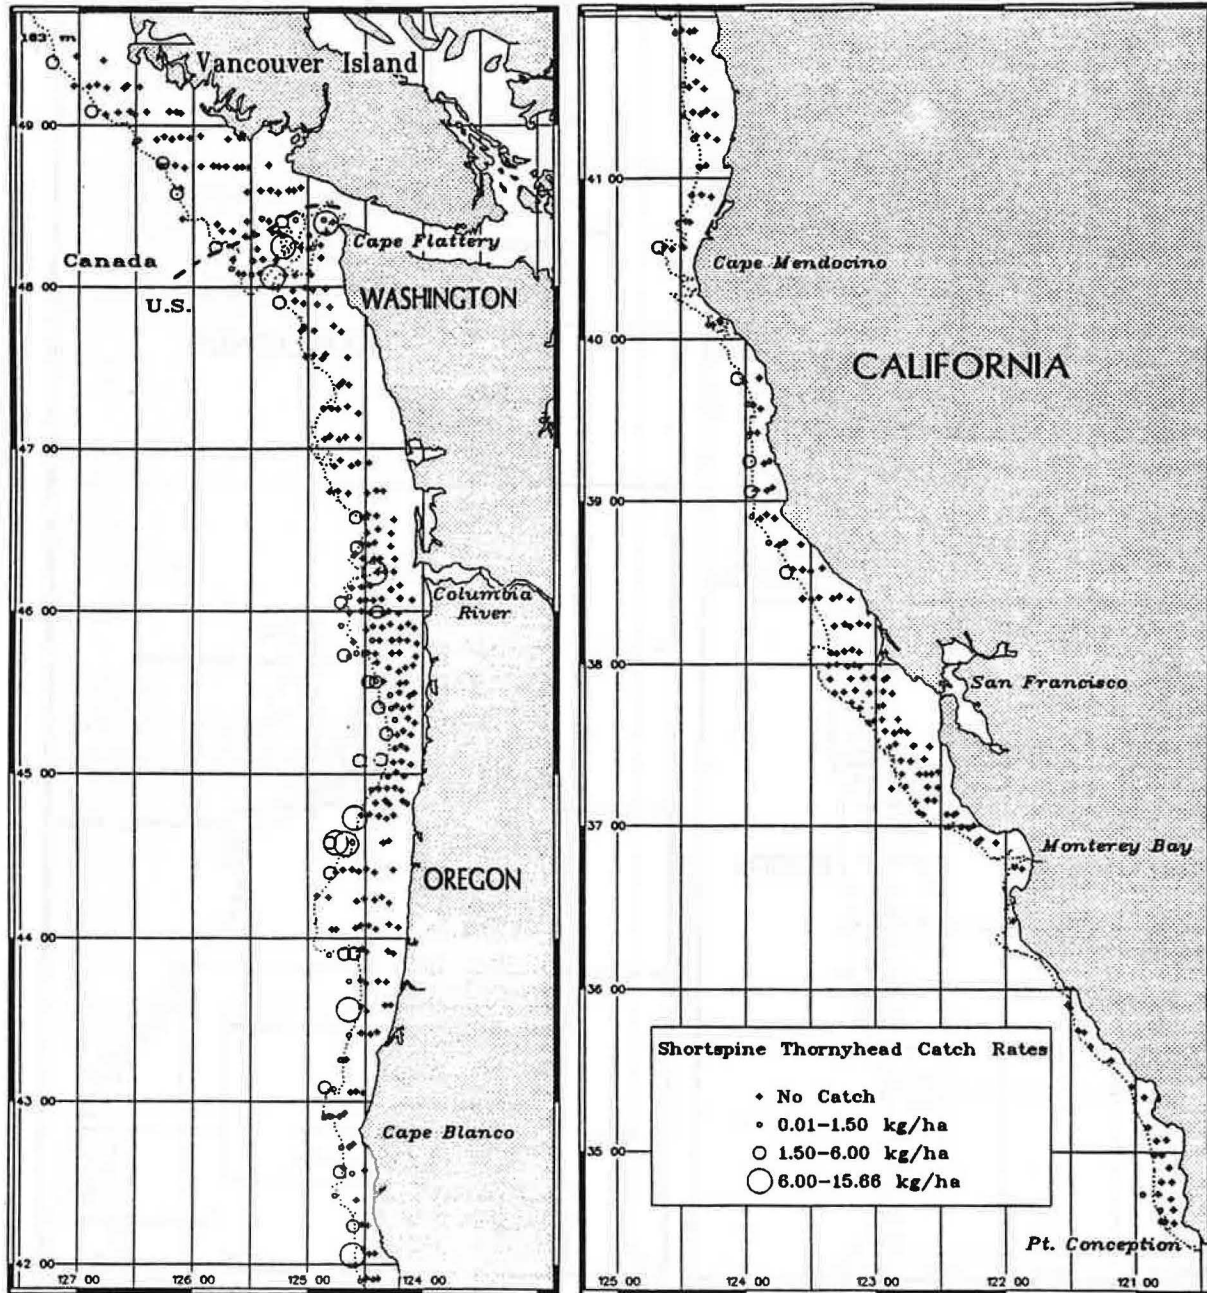 183 m
Vancouver Island
49 00
Cape Flattery
Canada
48 00
U.S.
WASHINGTON
47 00
Columbia
River
46 00
45 00
OREGON
44 00
43 00
Cape Blanco
42 00
127 00 126 00 125 00 124 00
41 00
Cape Mendocino
40 00
CALIFORNIA
39 00
38 00
San Francisco
37 00
Monterey Bay
36 00
Shortspine Thornyhead Catch Rates
No Catch
0.01-1.50 kg/ha
1.50-6.00 kg/ha
6.00-15.66 kg/ha
35 00
Pt. Conception
125 00 124 00 123 00 122 00 121 00